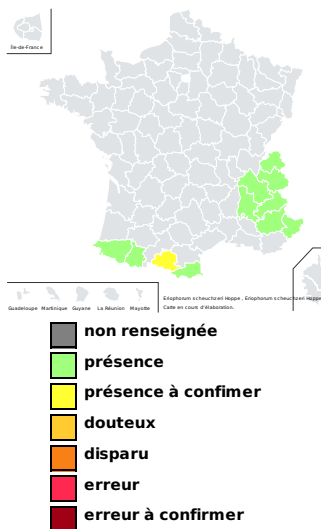 Île-de-France
Guadeloupe Martinique Guyane La Réunion Mayotte
Eriophorum scheuchzeri Hoppe , Eriophorum scheuchzeri Hoppe
Carte en cours d'élaboration.
non renseignée
présence
présence à confimer
douteux
disparu
erreur
erreur à confirmer